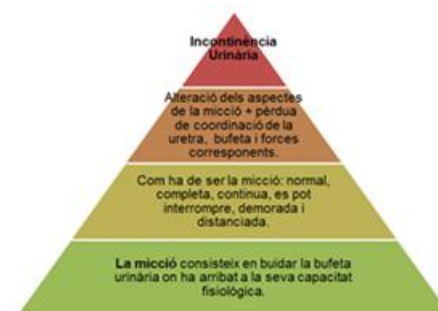 Incontinència
Urinària
Alteració dels aspectes
de la micció + pèrdua
de coordinació de la
uretra, bufeta i forces
corresponents.
Com ha de ser la micció: normal,
completa, continua, es pot
interrompre, demorada i
distanciada.
La micció consisteix en buidar la bufeta
urinària on ha arribat a la seva capacitat
fisiològica.